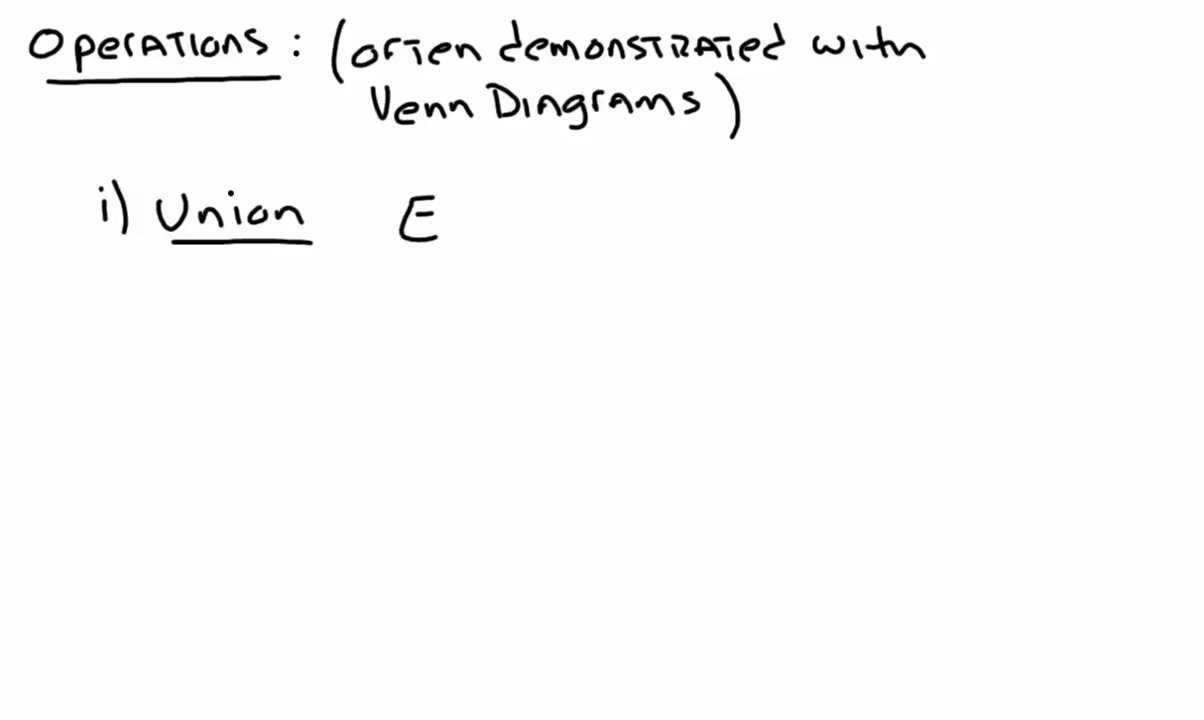 Operations : (often demonstrated with
Venn Diagrams)
i) Union E